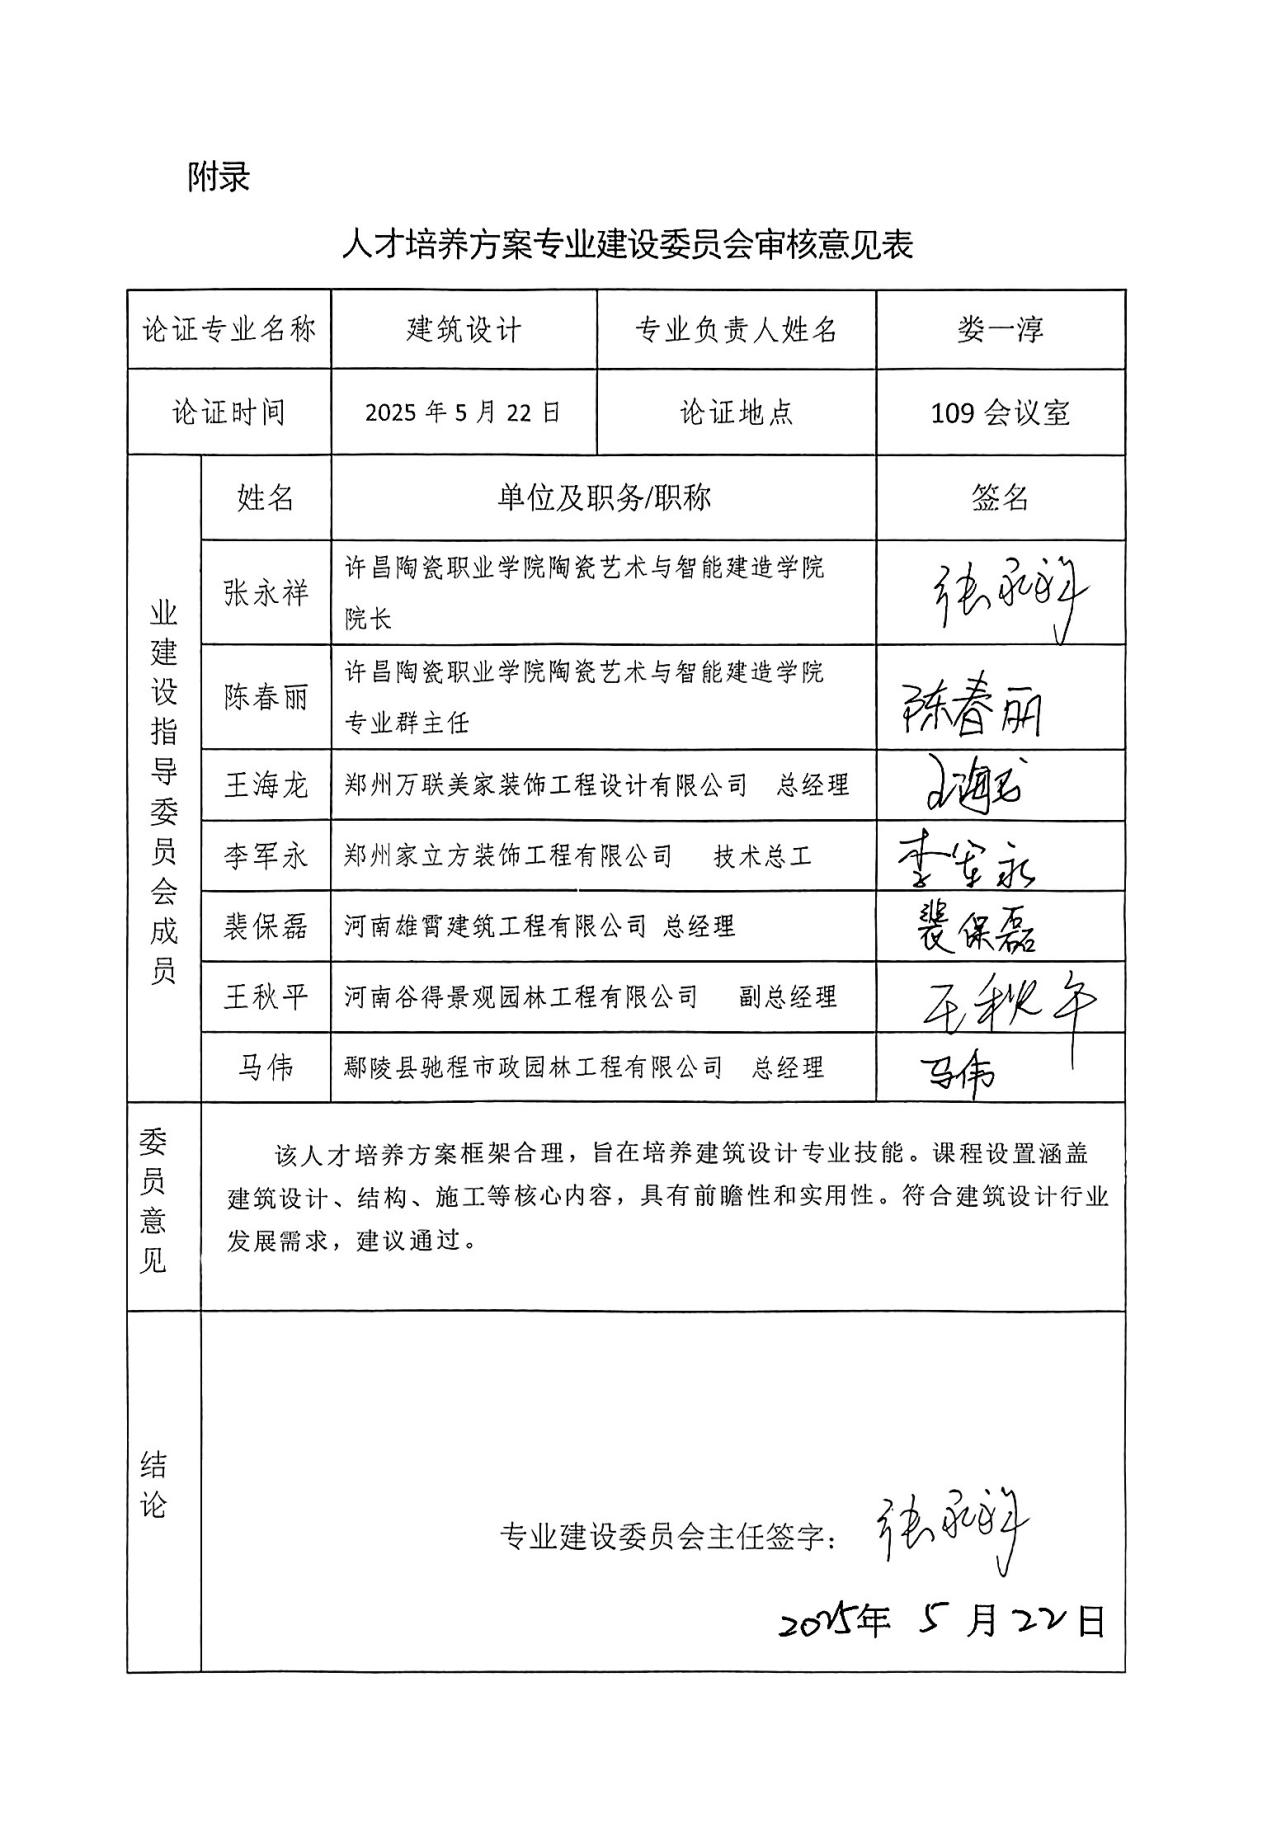 附录
人才培养方案专业建设委员会审核意见表
论证专业名称 建筑设计 专业负责人姓名 娄一淳
论证时间 2025 年 5 月 22 日 论证地点 109 会议室
业建设指导委员会成员
姓名 单位及职务/职称 签名
张永祥 许昌陶瓷职业学院陶瓷艺术与智能建造学院
院长 张永祥
陈春丽 许昌陶瓷职业学院陶瓷艺术与智能建造学院
专业群主任 陈春丽
王海龙 郑州万联美家装饰工程设计有限公司 总经理 王海龙
李军永 郑州家立方装饰工程有限公司 技术总工 李军永
裴保磊 河南雄霄建筑工程有限公司 总经理 裴保磊
王秋平 河南谷得景观园林工程有限公司 副总经理 王秋平
马伟 鄢陵县驰程市政园林工程有限公司 总经理 马伟
委员意见
该人才培养方案框架合理，旨在培养建筑设计专业技能。课程设置涵盖
建筑设计、结构、施工等核心内容，具有前瞻性和实用性。符合建筑设计行业
发展需求，建议通过。
结论
专业建设委员会主任签字： 张永祥
2025年 5 月 22 日